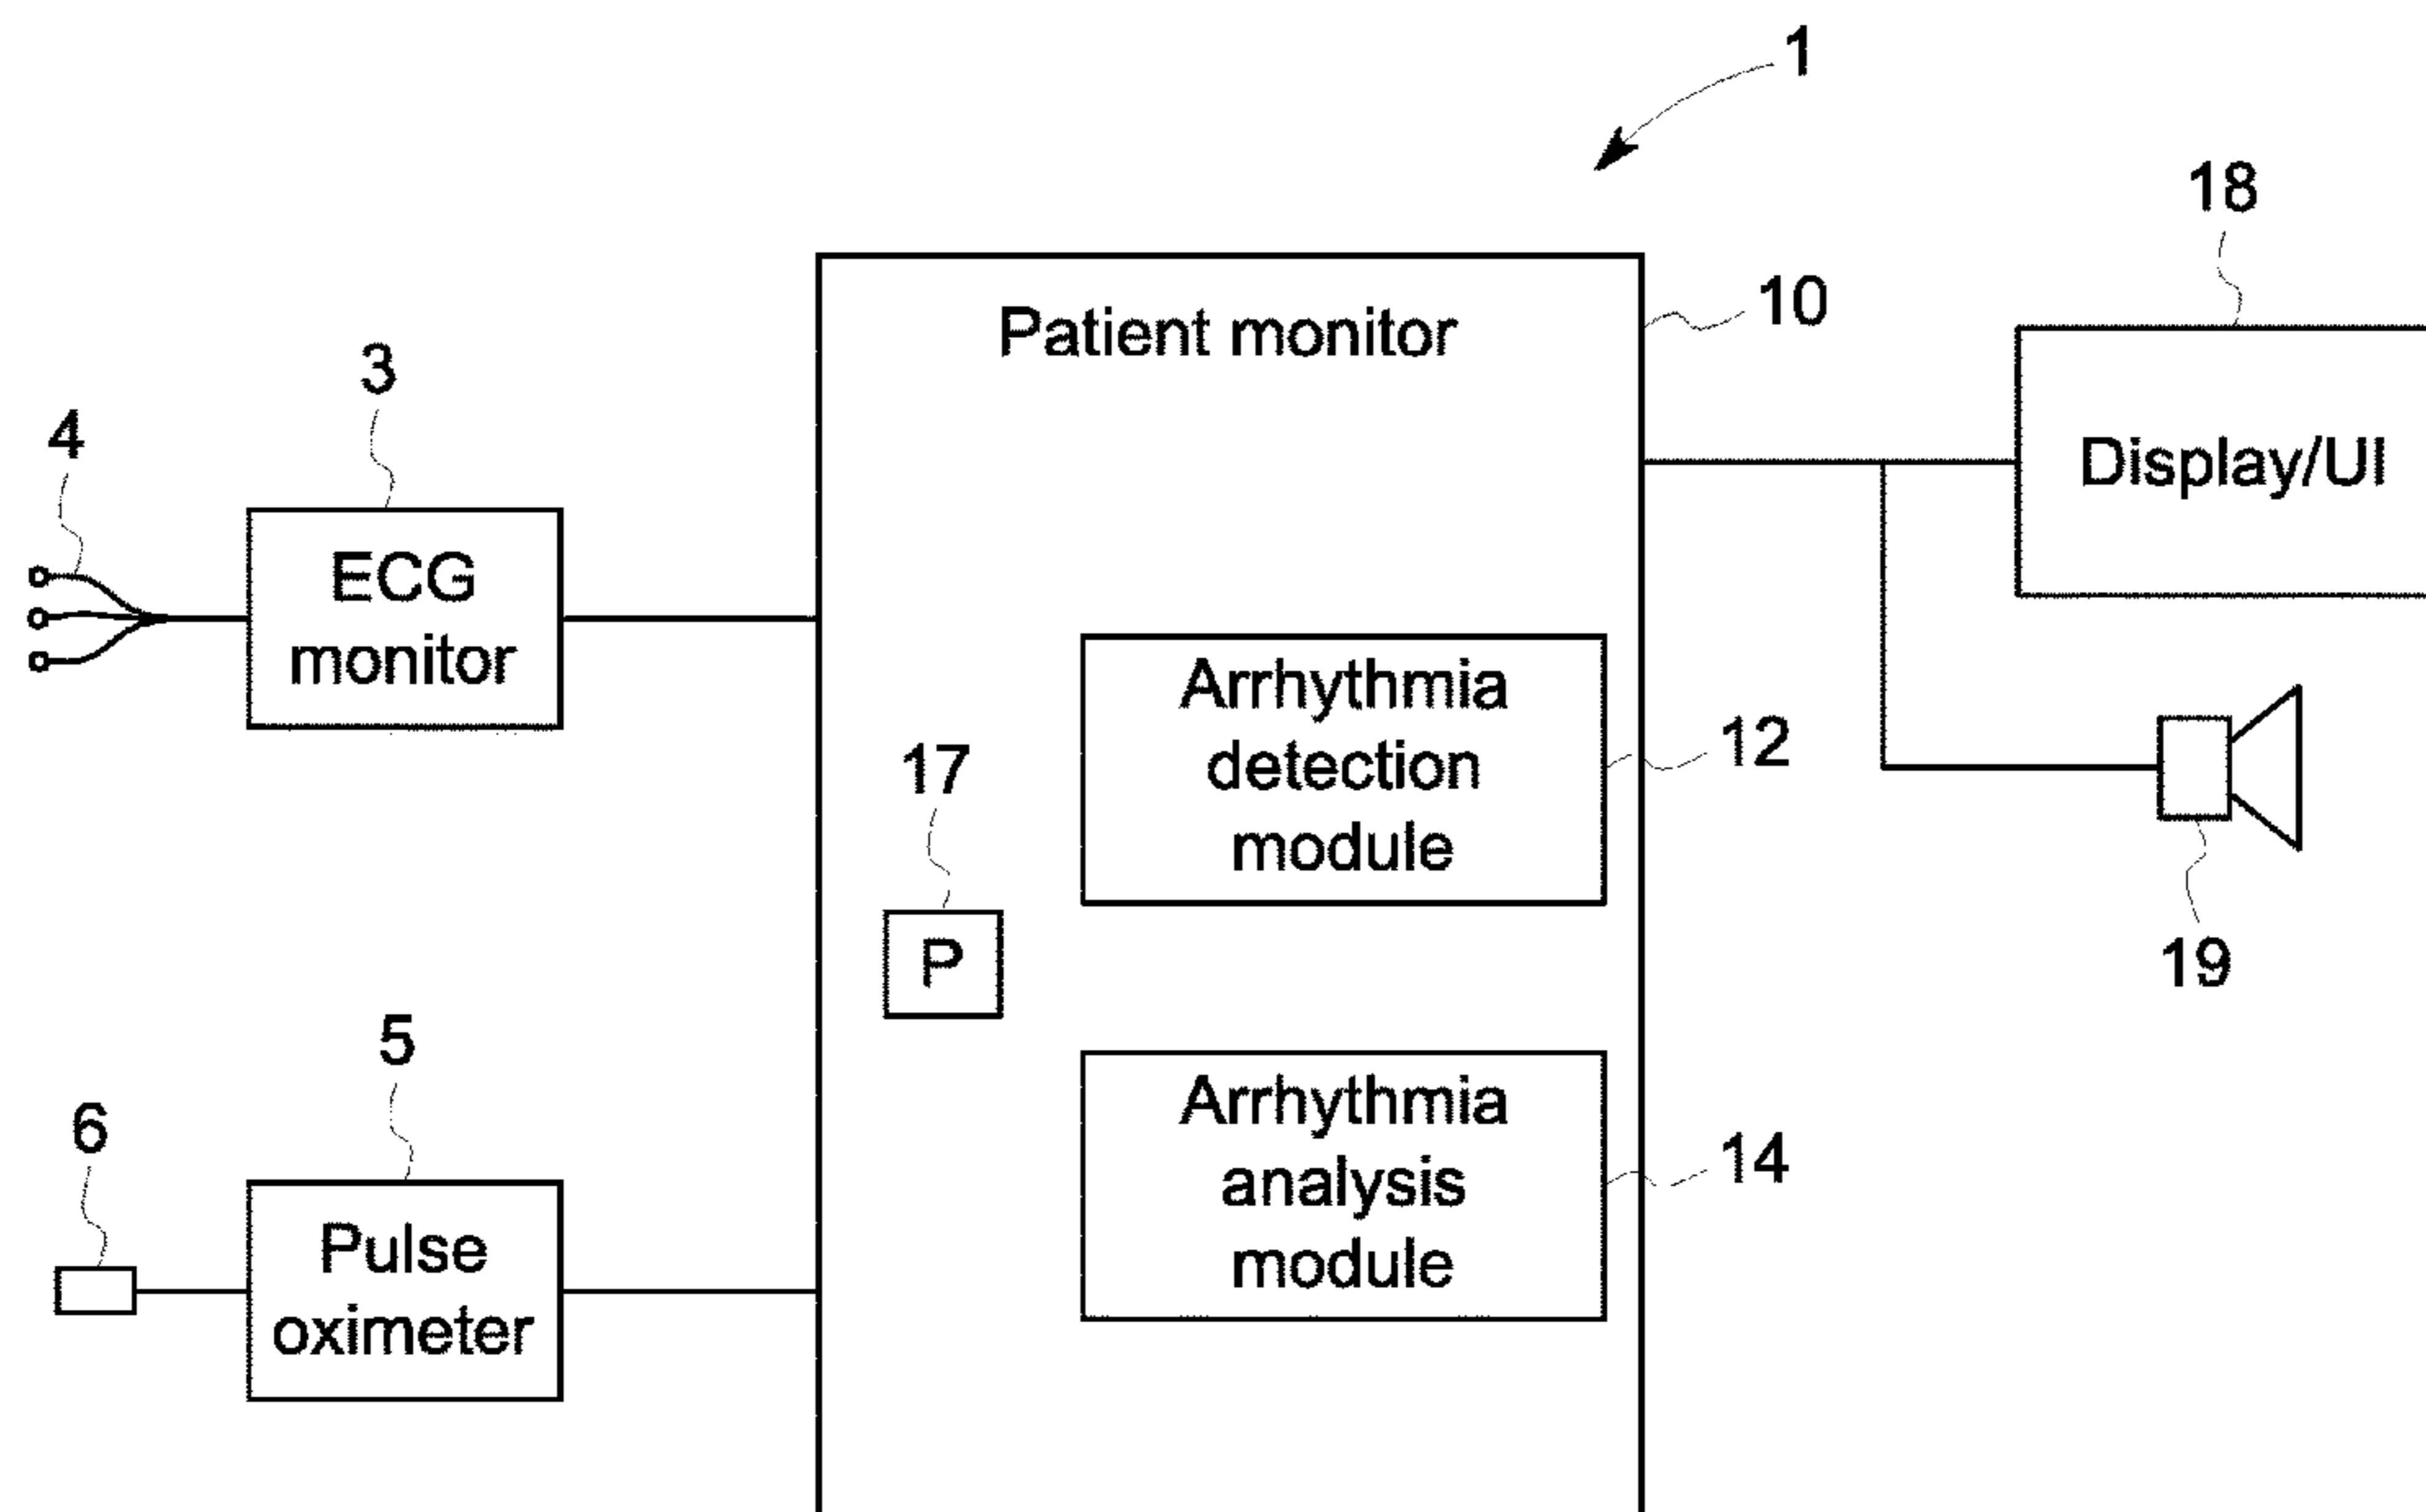 1
18
10
Patient monitor
3
4
Display/UI
ECG
monitor
Arrhythmia
detection
module
12
17
P
19
5
6
Arrhythmia
analysis
module
14
Pulse
oximeter